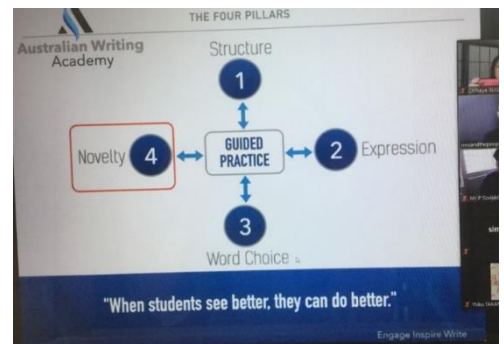 THE FOUR PILLARS
Australian Writing
Academy
Structure
1
Novelty
4
GUIDED
PRACTICE
2
Expression
3
Word Choice
"When students see better, they can do better."
Engage Inspire Write